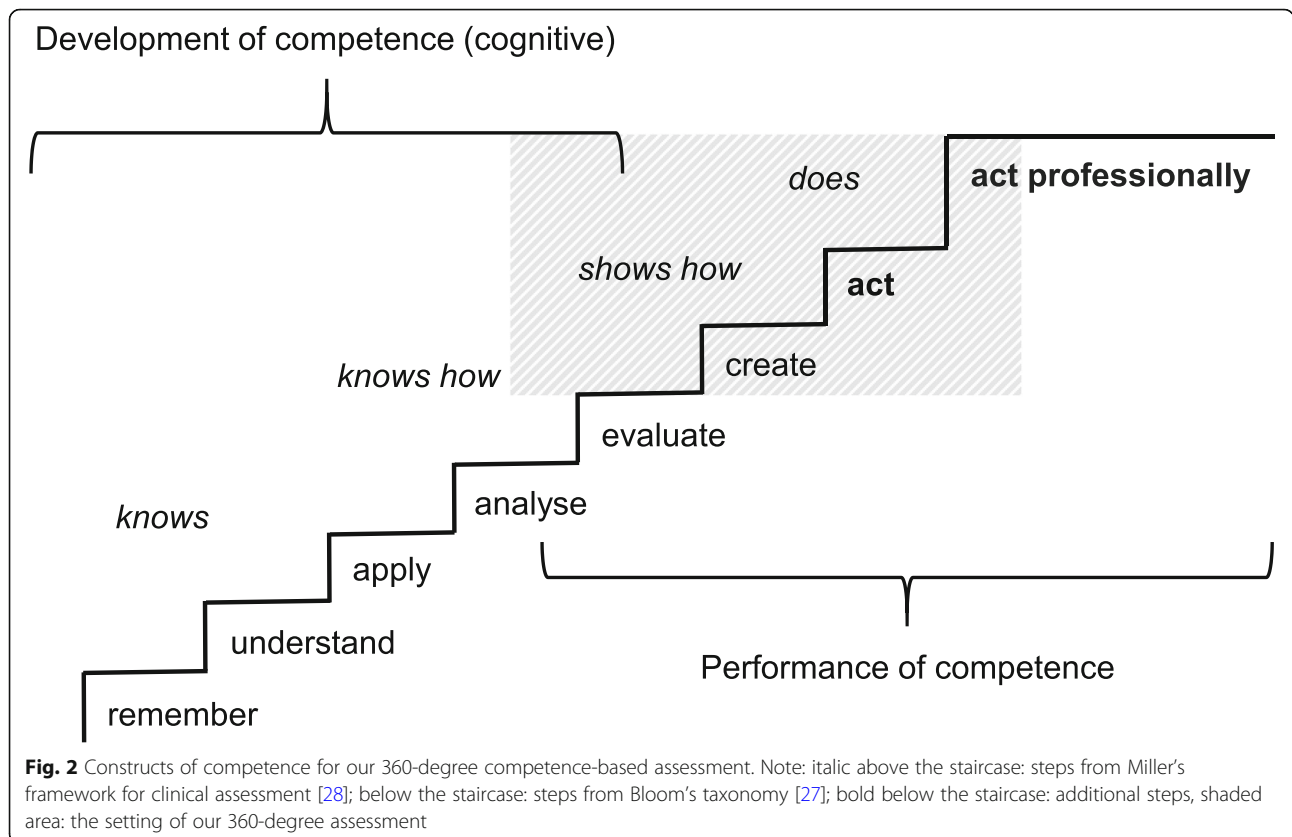 Development of competence (cognitive)
does
act professionally
shows how
act
knows how
create
evaluate
knows
analyse
apply
understand
Performance of competence
remember
Fig. 2 Constructs of competence for our 360-degree competence-based assessment. Note: italic above the staircase: steps from Miller's
framework for clinical assessment [28]; below the staircase: steps from Bloom's taxonomy [27]; bold below the staircase: additional steps, shaded
area: the setting of our 360-degree assessment